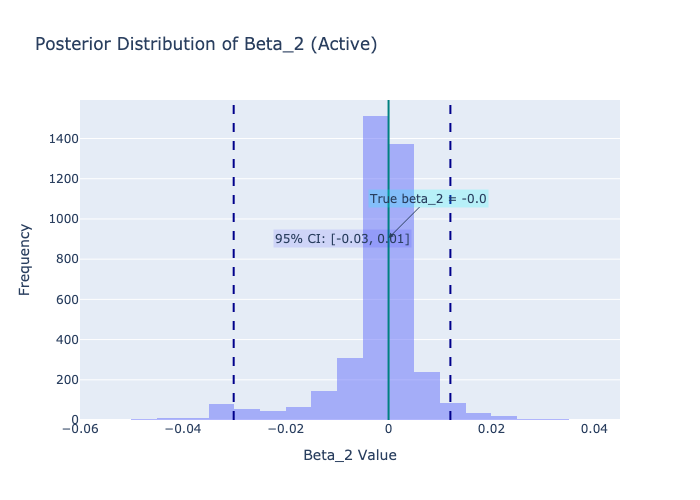 Posterior Distribution of Beta_2 (Active)
1400
1200
1000
800
600
400
200
0
Frequency
True beta_2 = -0.0
95% CI: [-0.03, 0.01]
−0.06
−0.04
−0.02
0
0.02
0.04
Beta_2 Value